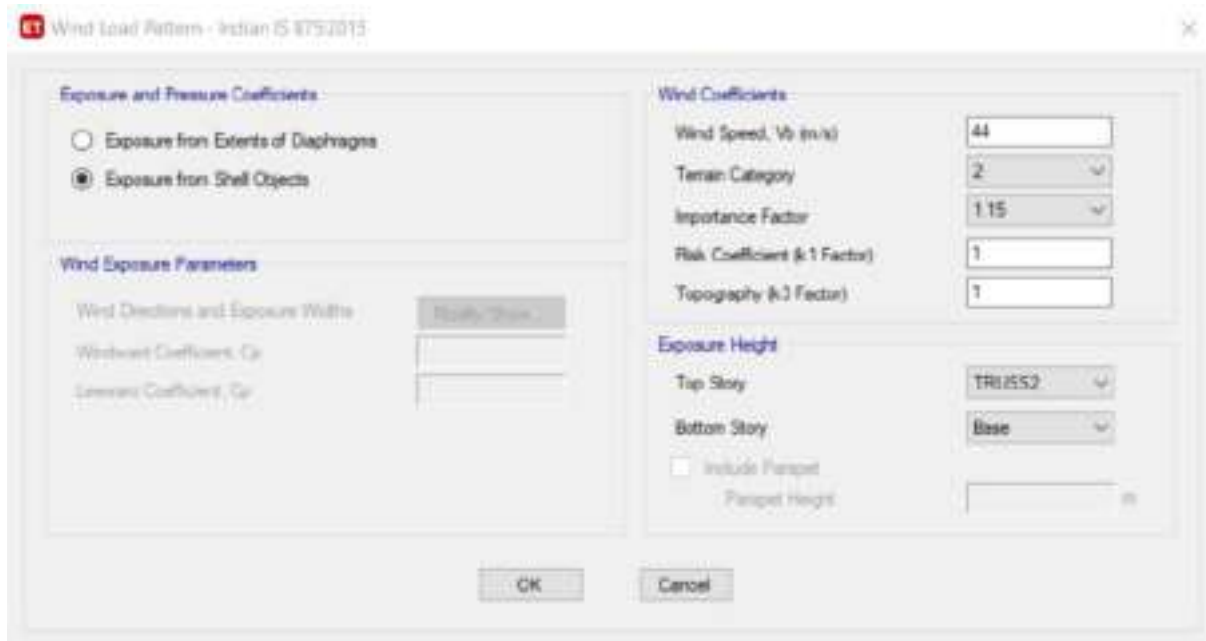 ET Wind Load Pattern - Indian IS 875:2015
Exposure and Pressure Coefficients
Exposure from Extents of Diaphragms
Exposure from Shell Objects
Wind Exposure Parameters
Wind Directions and Exposure Widths
Modify/Show...
Windward Coefficient, Cp
Leeward Coefficient, Cp
Wind Coefficients
Wind Speed, Vb (m/s)
44
Terrain Category
2
Importance Factor
1.15
Risk Coefficient (k1 Factor)
1
Topography (k3 Factor)
1
Exposure Height
Top Story
TRUSS2
Bottom Story
Base
Include Parapet
Parapet Height
m
OK
Cancel